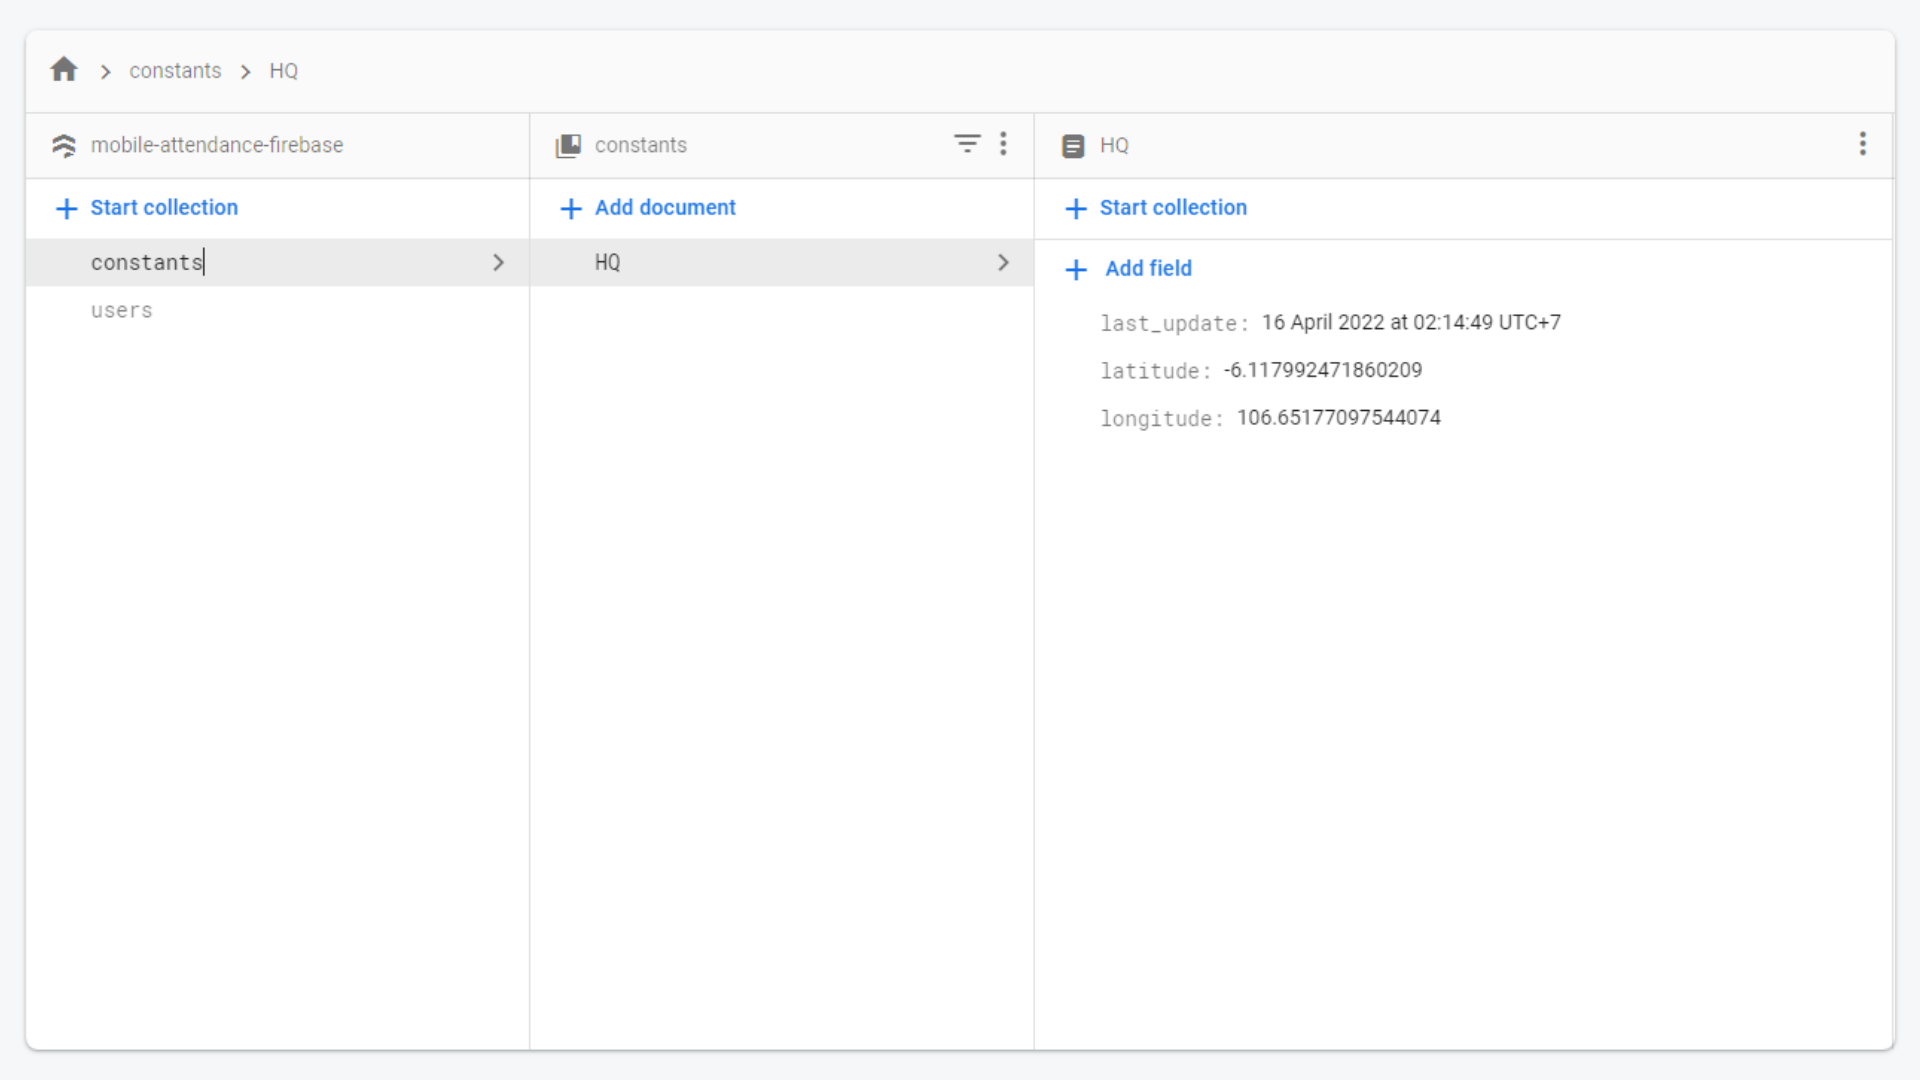 constants HQ
mobile-attendance-firebase
Start collection
constants
users
constants
Add document
HQ
HQ
Start collection
Add field
last_update: 16 April 2022 at 02:14:49 UTC+7
latitude: -6.117992471860209
longitude: 106.65177097544074